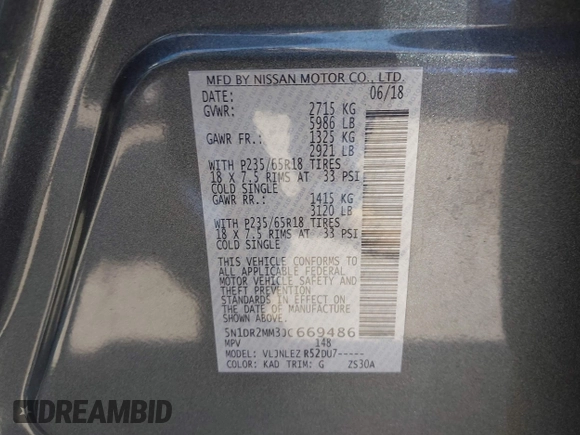 MFD BY NISSAN MOTOR CO., LTD.
DATE: 06/18
GVWR: 2715 KG
5986 LB
GAWR FR.: 1325 KG
2921 LB
WITH P235/65R18 TIRES
18 X 7.5 RIMS AT 33 PSI
COLD SINGLE
GAWR RR.: 1415 KG
3120 LB
WITH P235/65R18 TIRES
18 X 7.5 RIMS AT 33 PSI
COLD SINGLE
THIS VEHICLE CONFORMS TO
ALL APPLICABLE FEDERAL
MOTOR VEHICLE SAFETY AND
THEFT PREVENTION
STANDARDS IN EFFECT ON
THE DATE OF MANUFACTURE
SHOWN ABOVE.
5N1DR2MM3JC669486
MPV 148
MODEL: VLJNLEZ R52DU7-----
COLOR: KAD TRIM: G ZS30A
DREAMBID